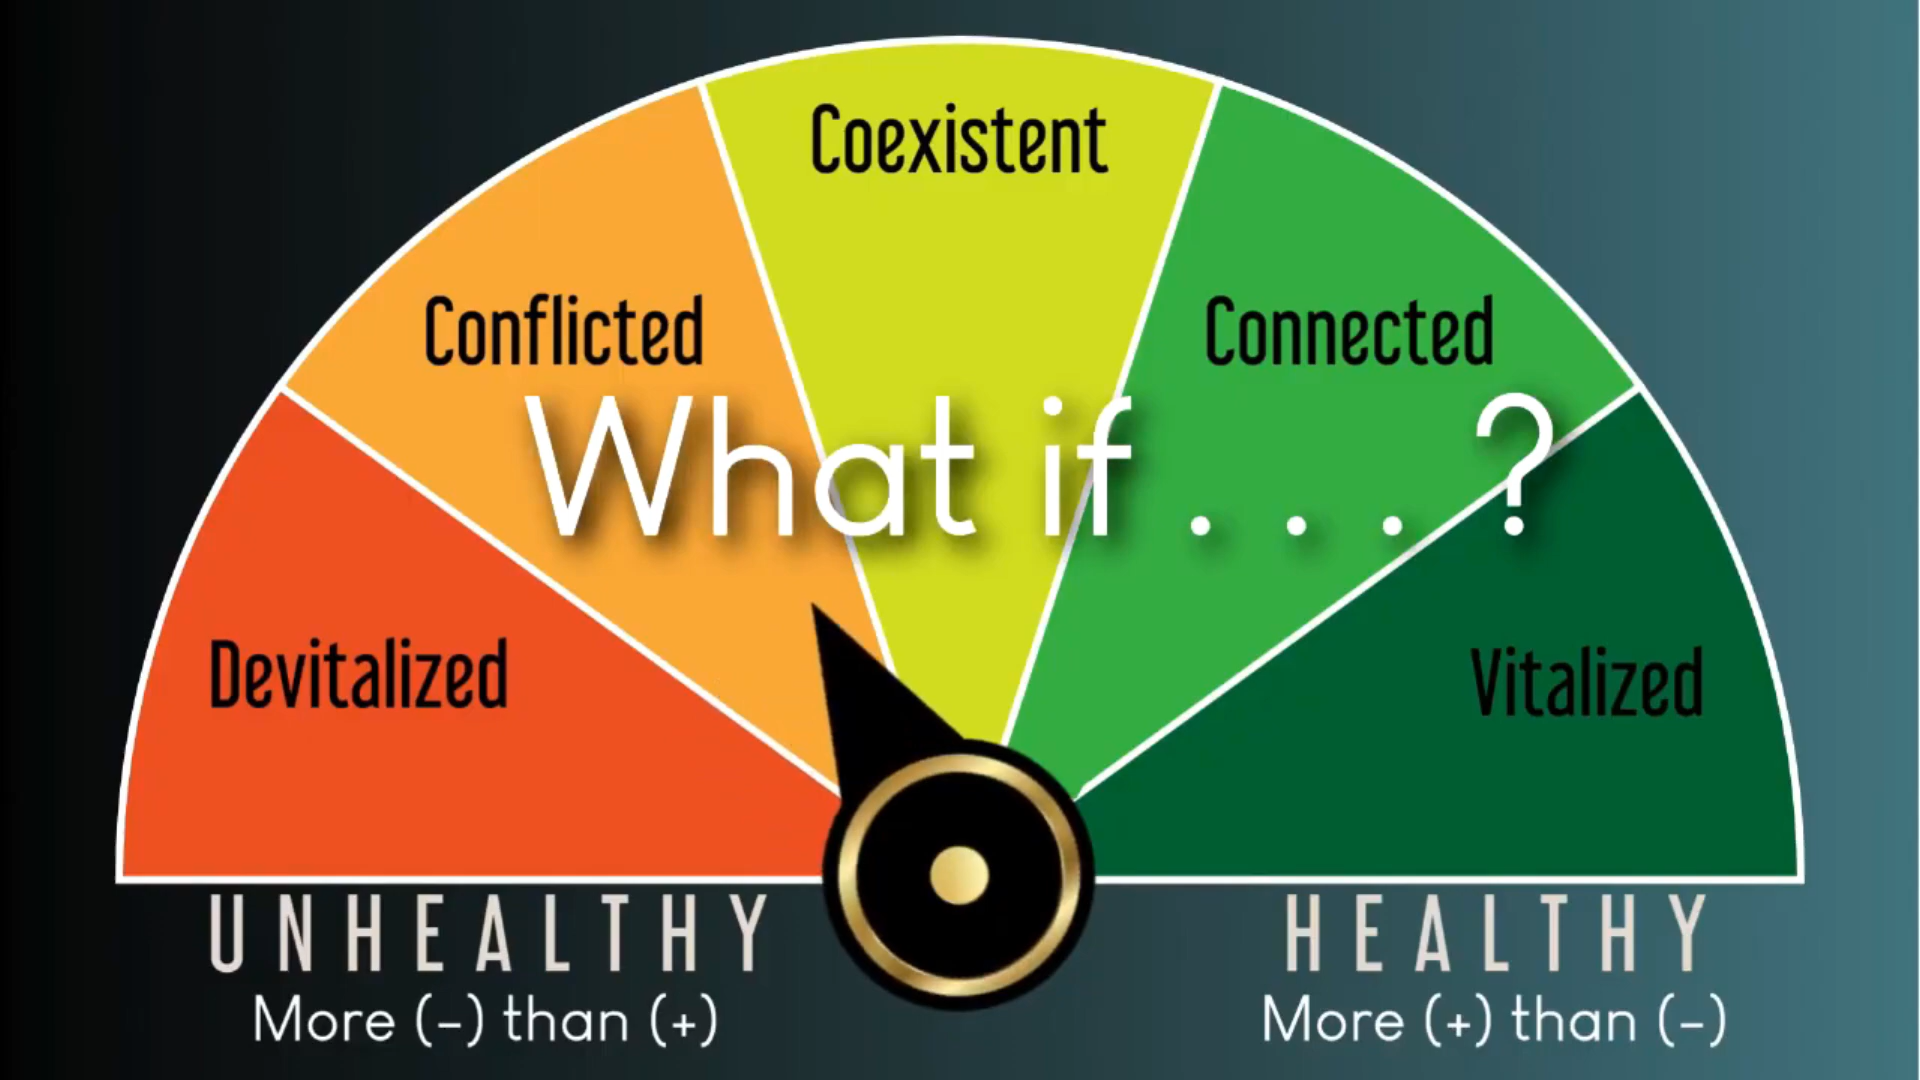 Coexistent
Conflicted
Connected
What if . . . ?
Devitalized
Vitalized
UNHEALTHY
More (-) than (+)
HEALTHY
More (+) than (-)